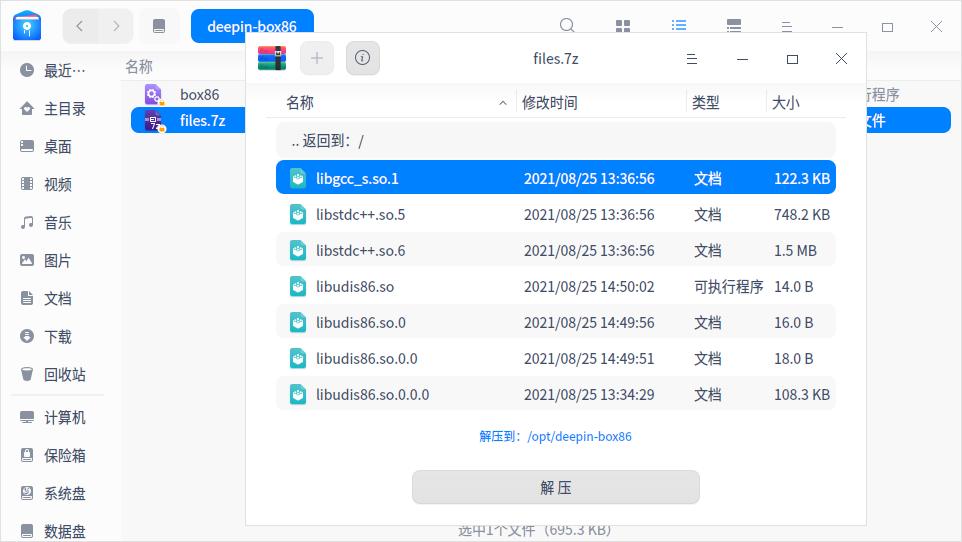 deepin-box86
最近…
主目录
桌面
视频
音乐
图片
文档
下载
回收站
计算机
保险箱
系统盘
数据盘
名称
box86
行程序
files.7z
文件
files.7z
名称 修改时间 类型 大小
.. 返回到：/
libgcc_s.so.1 2021/08/25 13:36:56 文档 122.3 KB
libstdc++.so.5 2021/08/25 13:36:56 文档 748.2 KB
libstdc++.so.6 2021/08/25 13:36:56 文档 1.5 MB
libudis86.so 2021/08/25 14:50:02 可执行程序 14.0 B
libudis86.so.0 2021/08/25 14:49:56 文档 16.0 B
libudis86.so.0.0 2021/08/25 14:49:51 文档 18.0 B
libudis86.so.0.0.0 2021/08/25 13:34:29 文档 108.3 KB
解压到：/opt/deepin-box86
解 压
选中1个文件（695.3 KB）